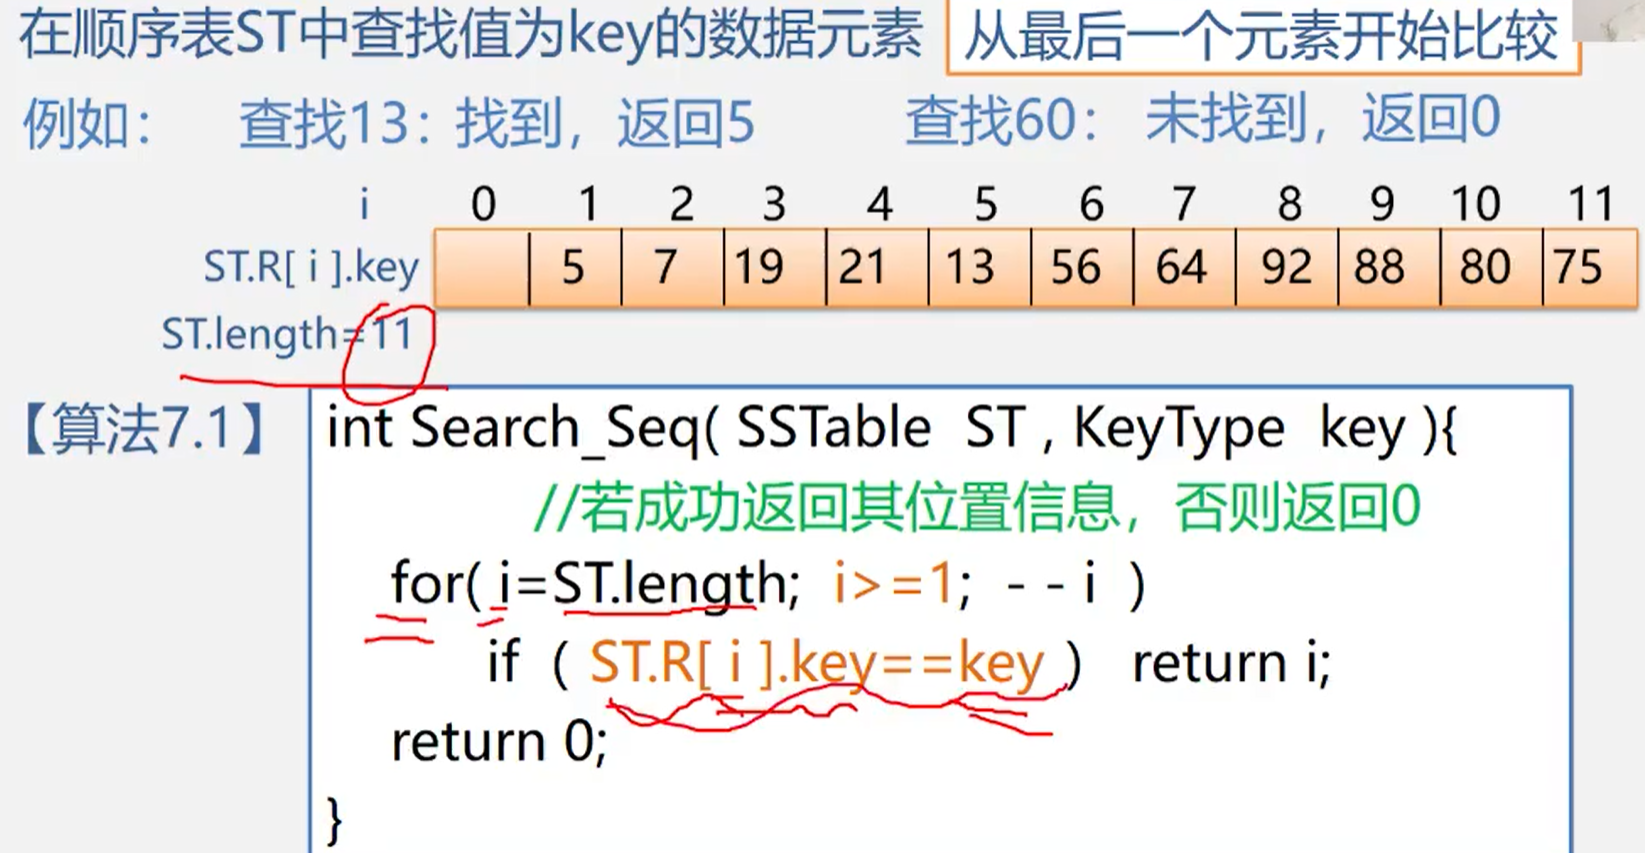 在顺序表ST中查找值为key的数据元素 从最后一个元素开始比较
例如： 查找13：找到，返回5 查找60： 未找到，返回0
i 0 1 2 3 4 5 6 7 8 9 10 11
ST.R[ i ].key 5 7 19 21 13 56 64 92 88 80 75
ST.length=11
【算法7.1】 int Search_Seq( SSTable ST , KeyType key ){
//若成功返回其位置信息，否则返回0
for( i=ST.length; i>=1; - - i )
if ( ST.R[ i ].key==key ) return i;
return 0;
}